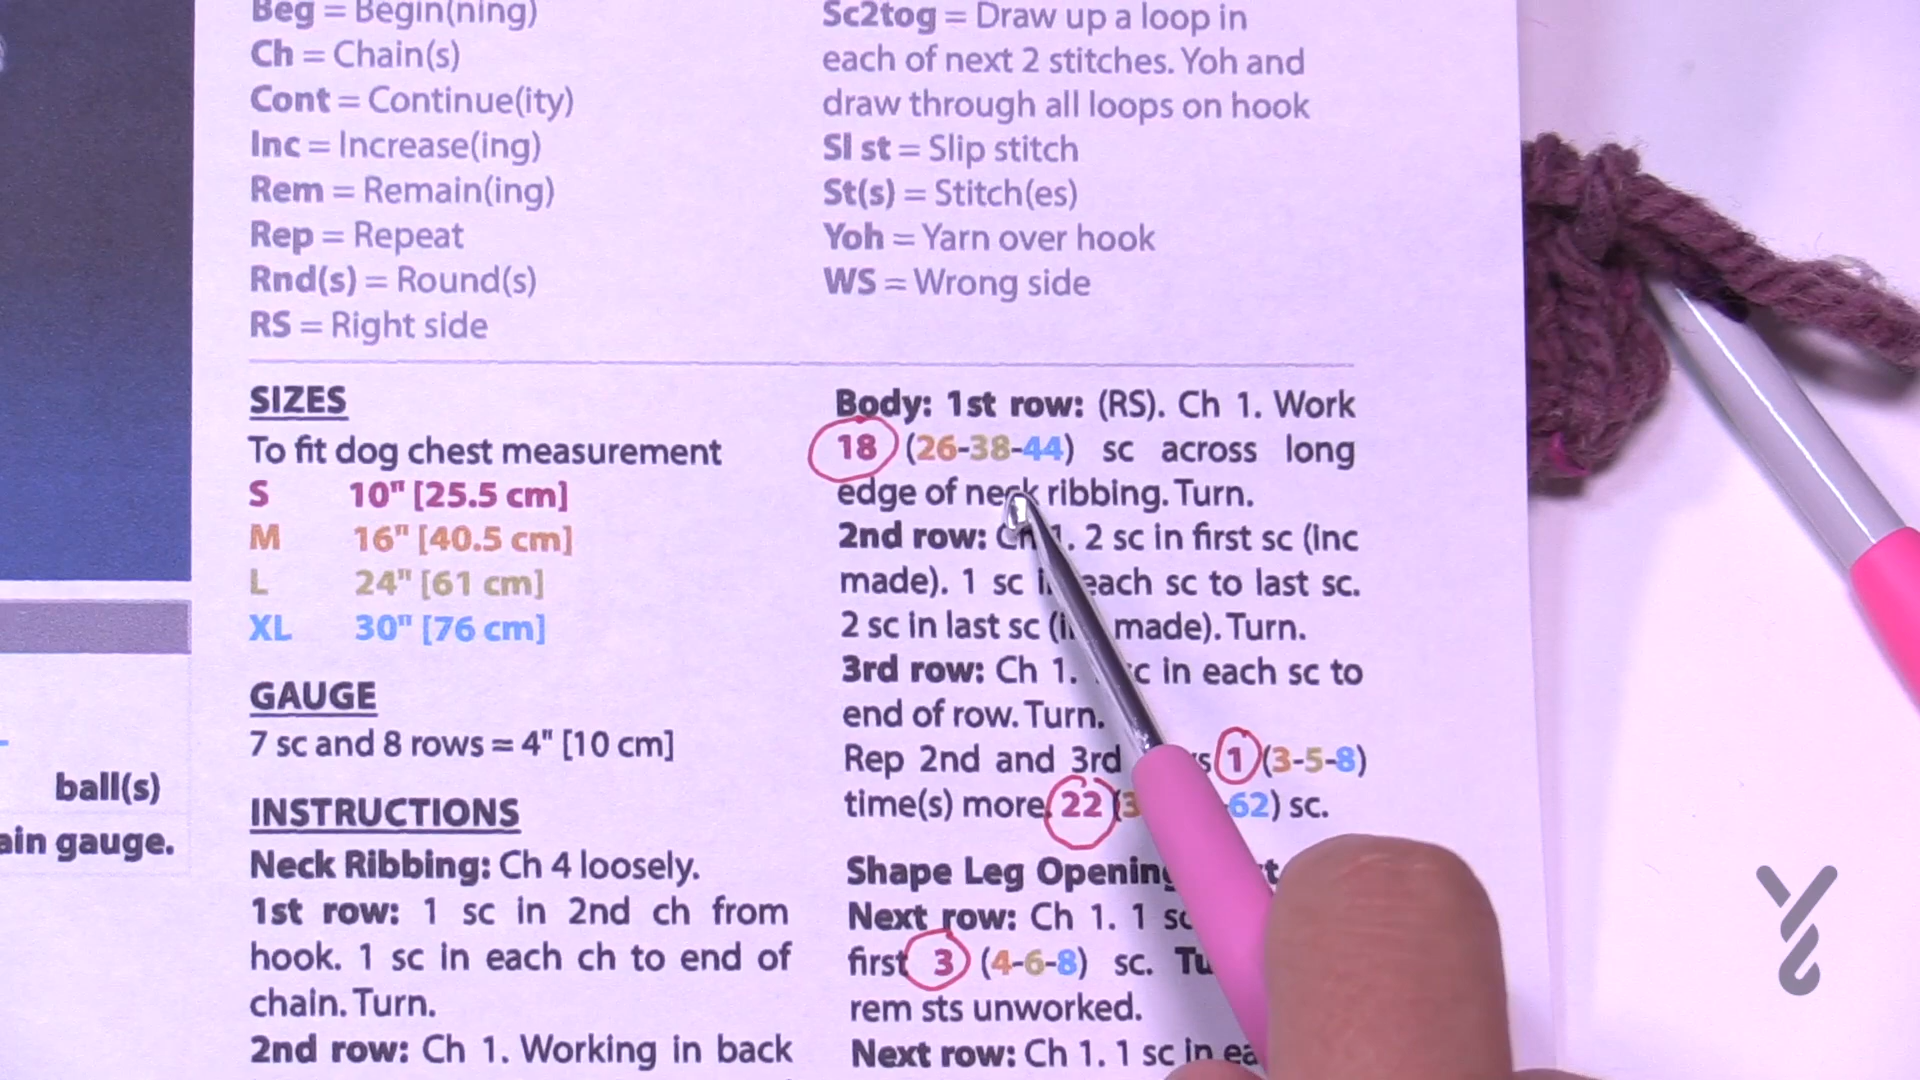 Beg = Begin(ning)
Ch = Chain(s)
Cont = Continue(ity)
Inc = Increase(ing)
Rem = Remain(ing)
Rep = Repeat
Rnd(s) = Round(s)
RS = Right side
Sc2tog = Draw up a loop in
each of next 2 stitches. Yoh and
draw through all loops on hook
Sl st = Slip stitch
St(s) = Stitch(es)
Yoh = Yarn over hook
WS = Wrong side
ball(s)
ain gauge.
SIZES
To fit dog chest measurement
S 10" [25.5 cm]
M 16" [40.5 cm]
L 24" [61 cm]
XL 30" [76 cm]
GAUGE
7 sc and 8 rows = 4" [10 cm]
INSTRUCTIONS
Neck Ribbing: Ch 4 loosely.
1st row: 1 sc in 2nd ch from
hook. 1 sc in each ch to end of
chain. Turn.
2nd row: Ch 1. Working in back
Body: 1st row: (RS). Ch 1. Work
18 (26-38-44) sc across long
edge of neck ribbing. Turn.
2nd row: Ch 1. 2 sc in first sc (inc
made). 1 sc each sc to last sc.
2 sc in last sc ( made). Turn.
3rd row: Ch 1. c in each sc to
end of row. Turn.
Rep 2nd and 3rd s 1 (3-5-8)
time(s) more. 22 (3 -62) sc.
Shape Leg Opening
Next row: Ch 1. 1 sc
first 3 (4-6-8) sc. Tu
rem sts unworked.
Next row: Ch 1. 1 sc in ea